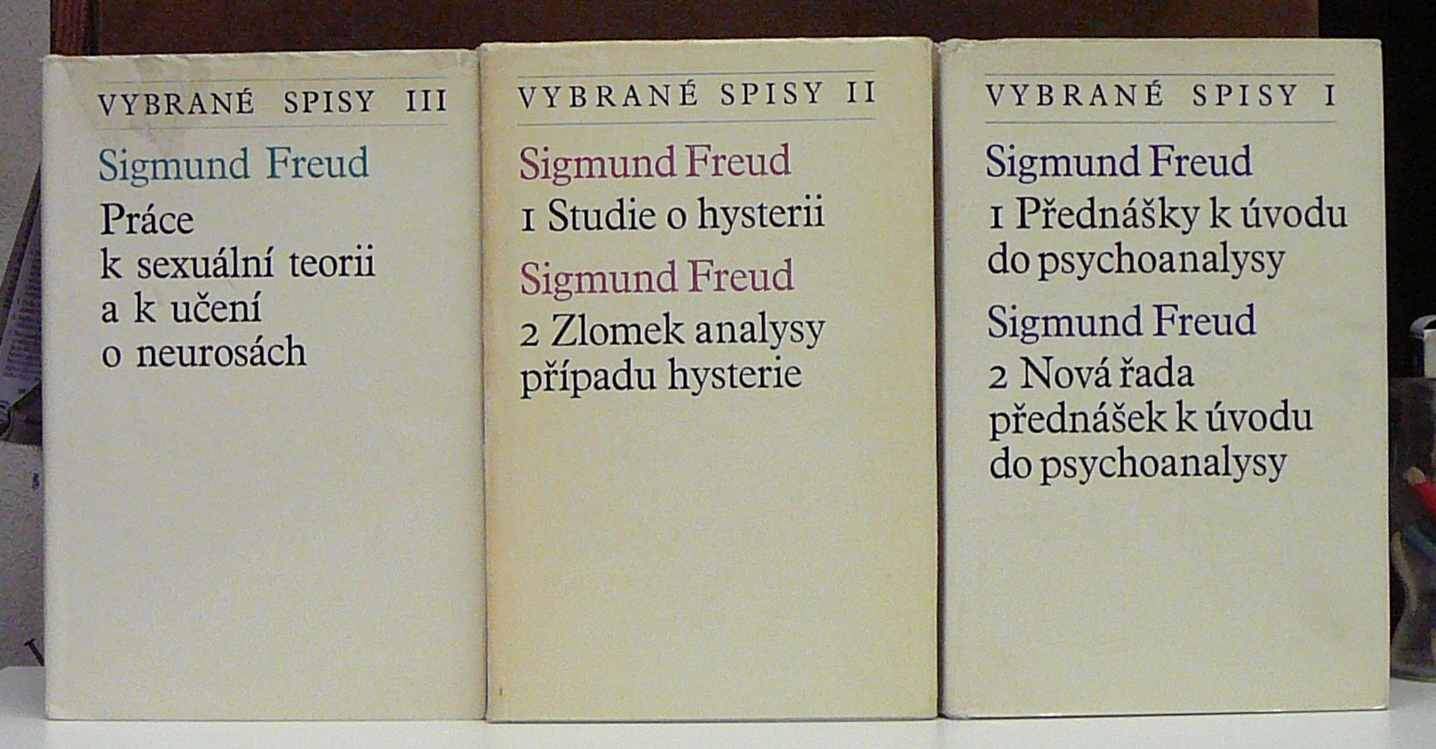 VYBRANÉ SPISY III
Sigmund Freud
Práce
k sexuální teorii
a k učení
o neurosách
VYBRANÉ SPISY II
Sigmund Freud
1 Studie o hysterii
Sigmund Freud
2 Zlomek analysy
případu hysterie
VYBRANÉ SPISY I
Sigmund Freud
1 Přednášky k úvodu
do psychoanalysy
Sigmund Freud
2 Nová řada
přednášek k úvodu
do psychoanalysy